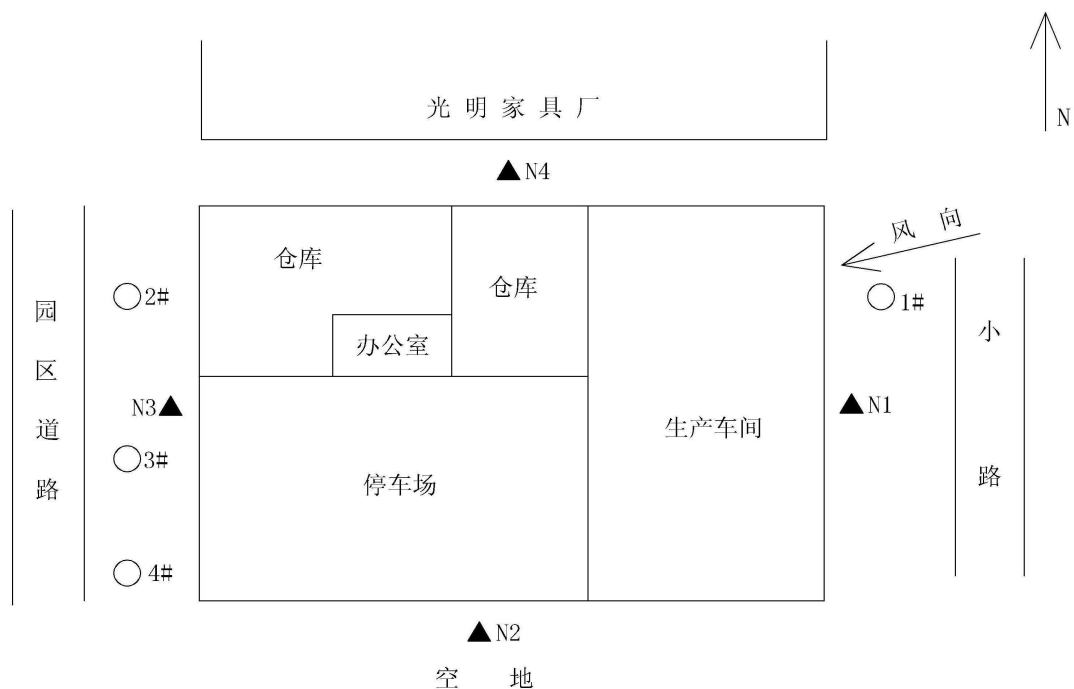 光明家具厂
N
▲N4
风向
仓库
仓库
2#
1#
园区道路
小路
办公室
N3▲
▲N1
生产车间
3#
停车场
4#
▲N2
空地